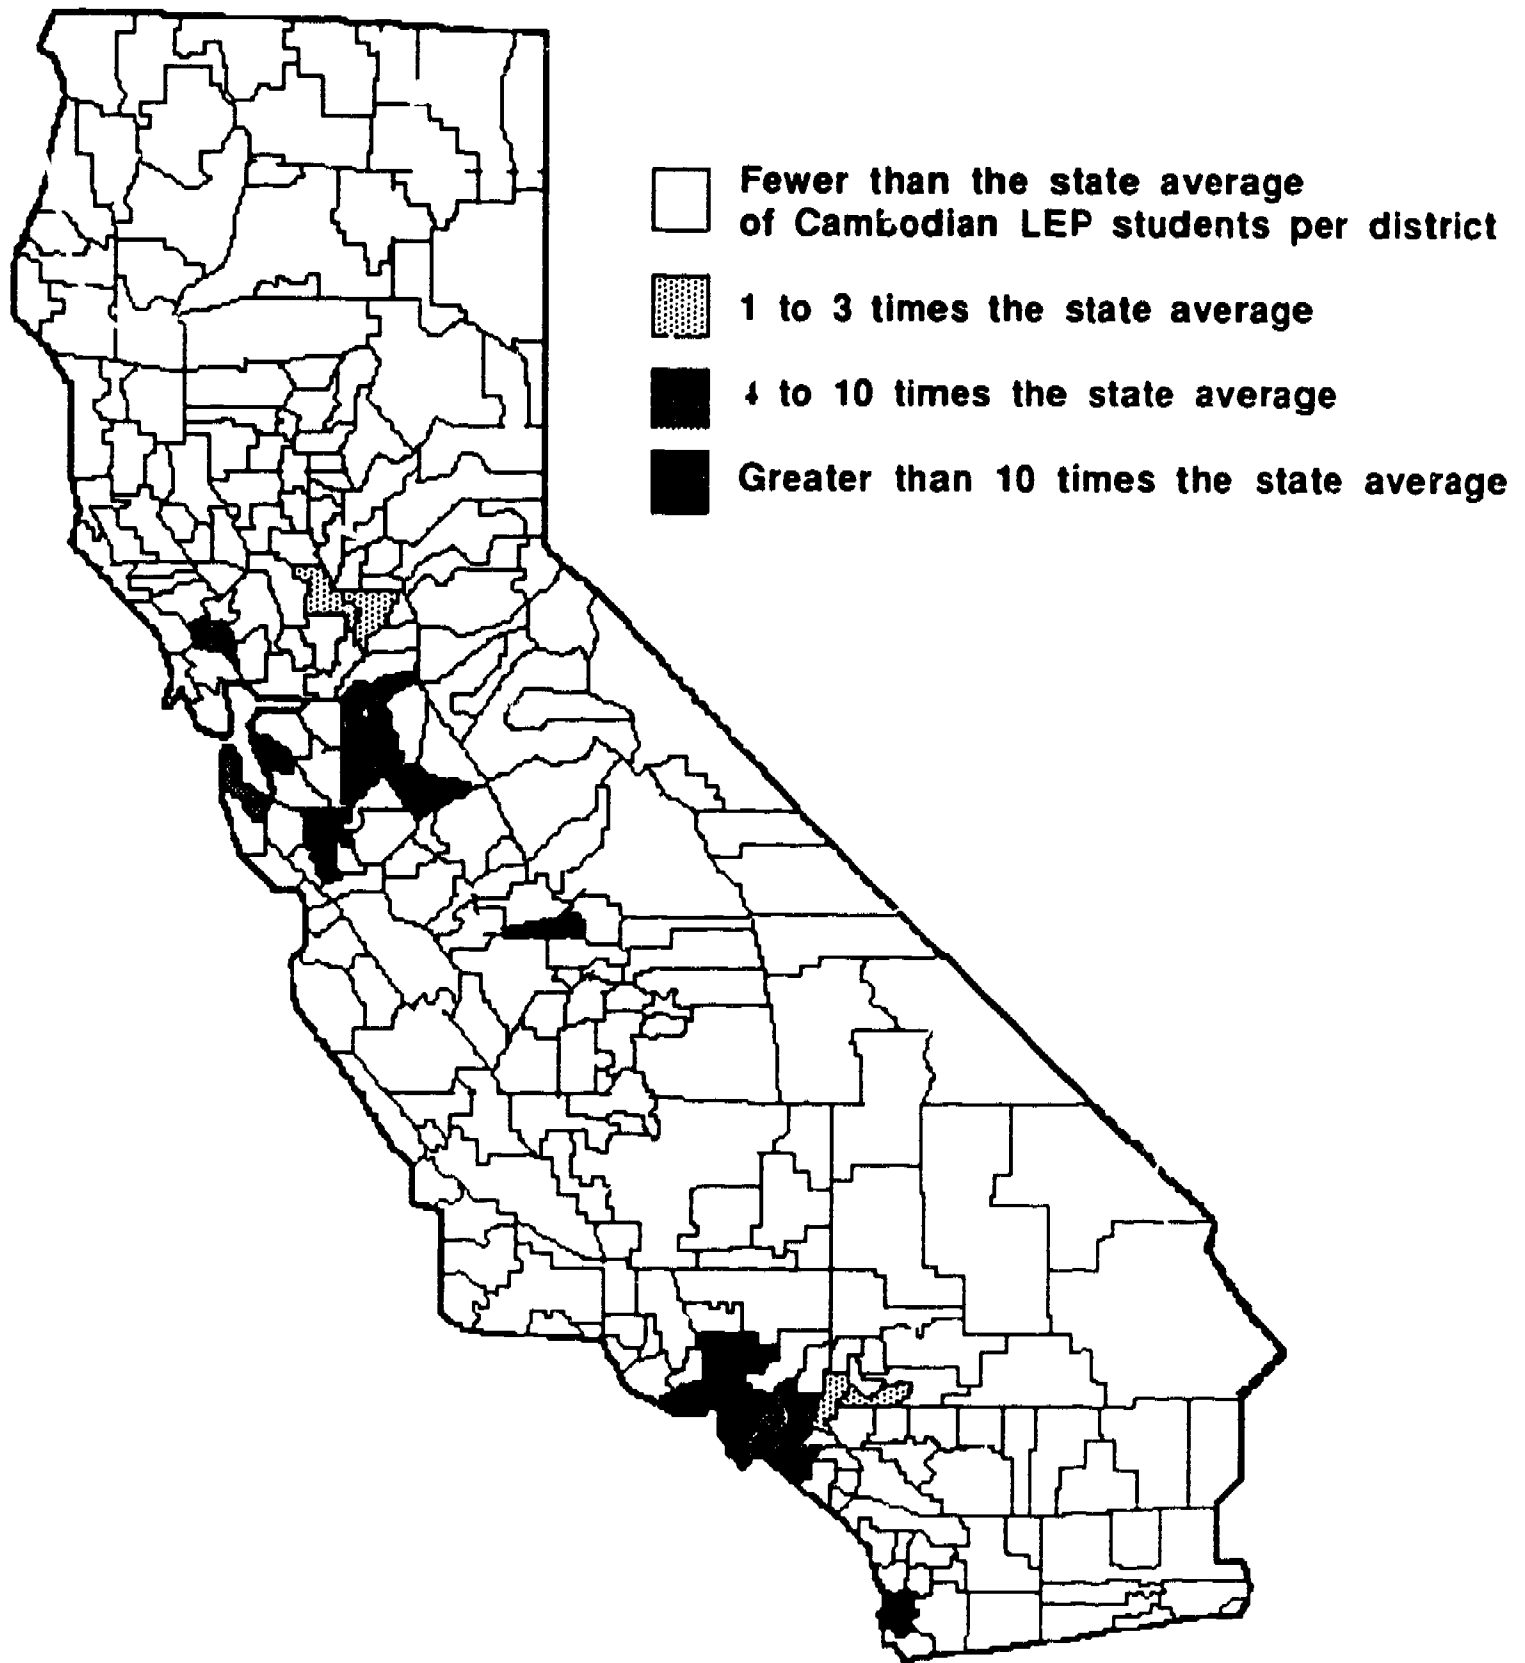 Fewer than the state average
of Cambodian LEP students per district
1 to 3 times the state average
4 to 10 times the state average
Greater than 10 times the state average